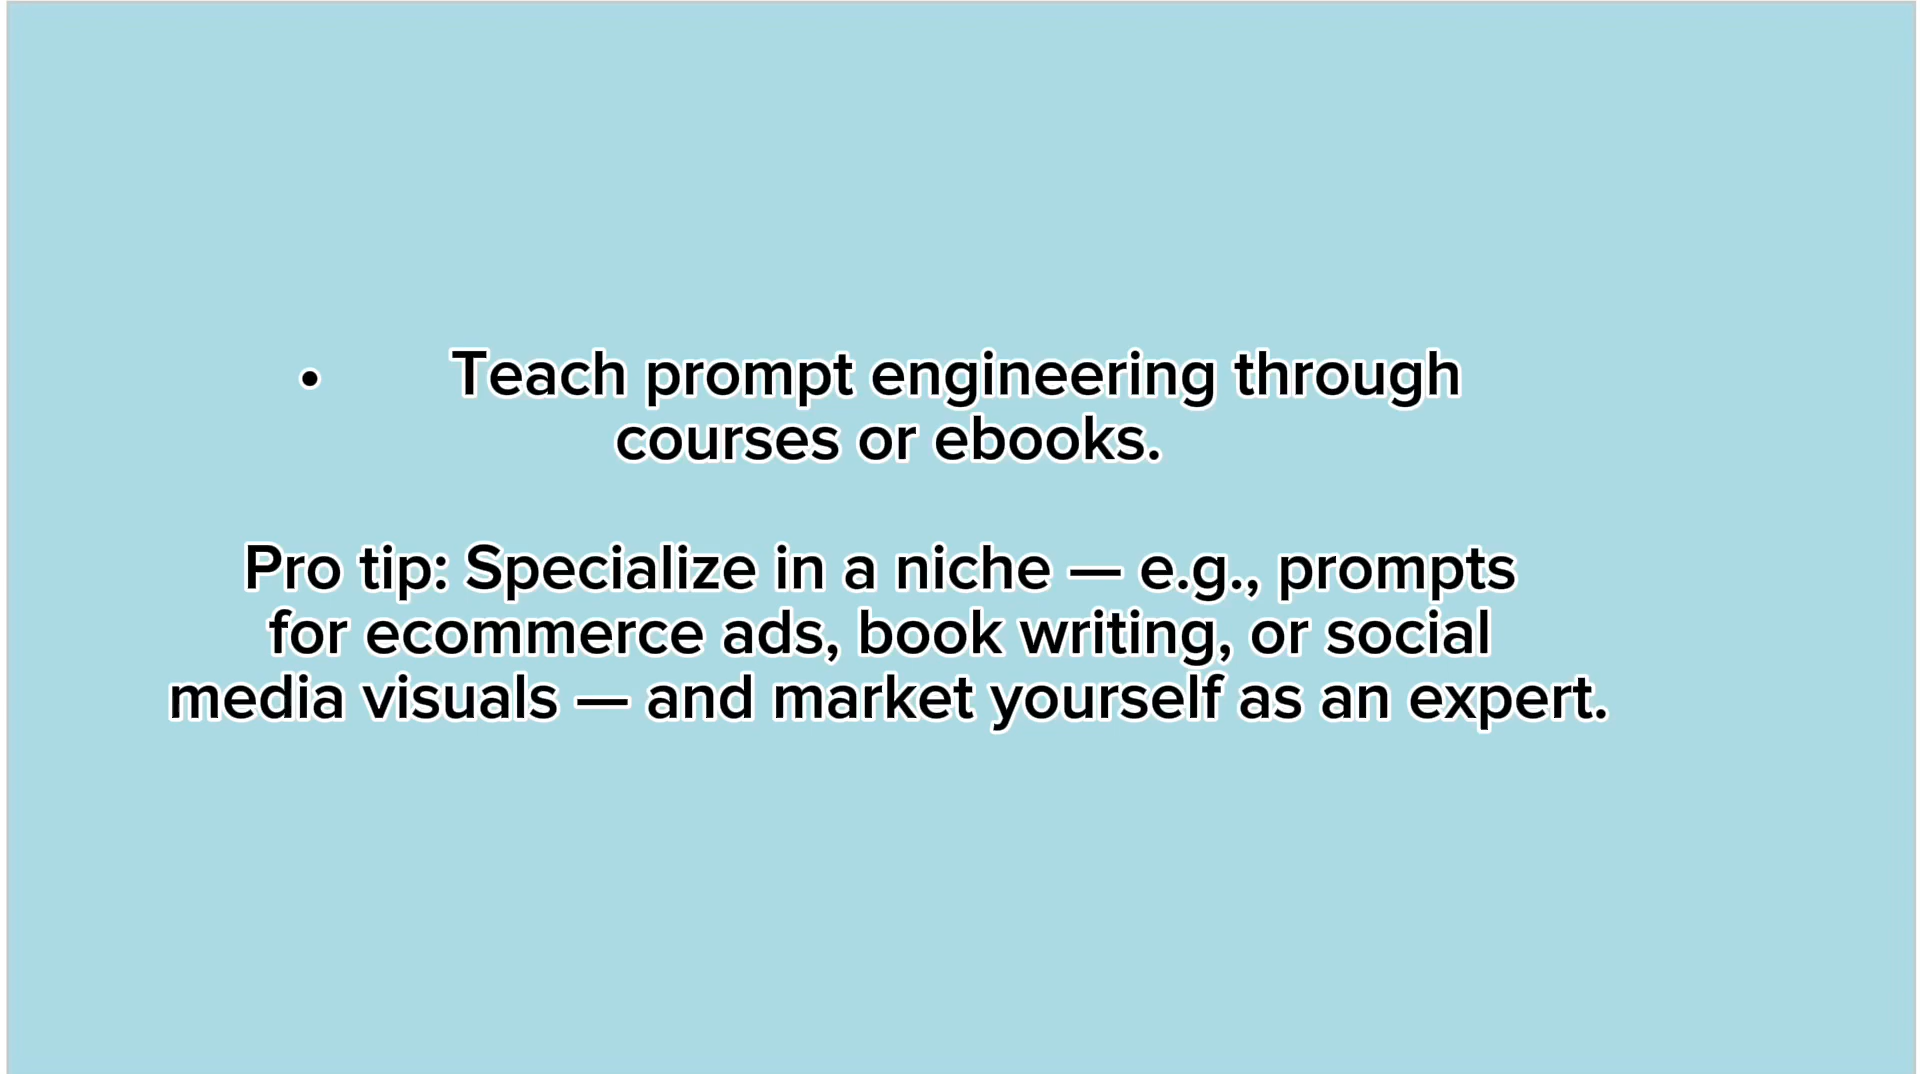 • Teach prompt engineering through
courses or ebooks.
Pro tip: Specialize in a niche — e.g., prompts
for ecommerce ads, book writing, or social
media visuals — and market yourself as an expert.